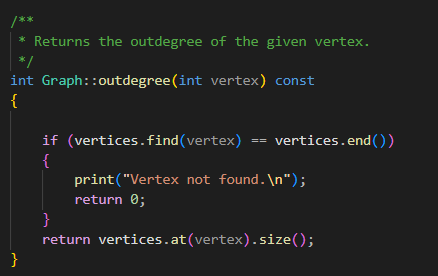 /**
 * Returns the outdegree of the given vertex.
 */
int Graph::outdegree(int vertex) const
{
    if (vertices.find(vertex) == vertices.end())
    {
        print("Vertex not found.\n");
        return 0;
    }
    return vertices.at(vertex).size();
}